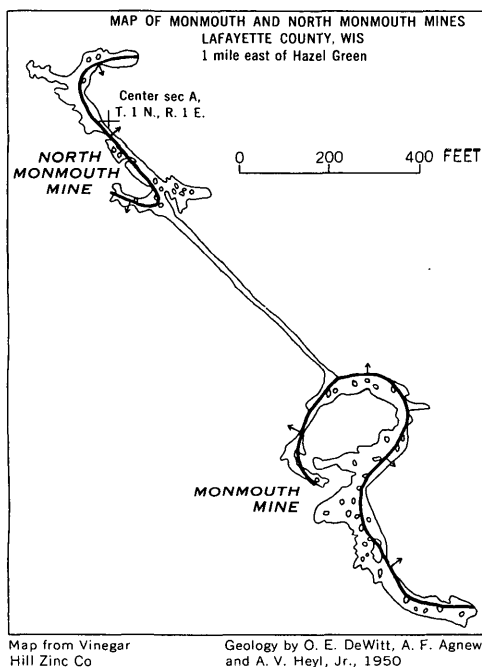 MAP OF MONMOUTH AND NORTH MONMOUTH MINES
LAFAYETTE COUNTY, WIS
1 mile east of Hazel Green
Center sec A,
T. 1 N., R. 1 E.
0 200 400 FEET
NORTH
MONMOUTH
MINE
MONMOUTH
MINE
Map from Vinegar
Hill Zinc Co
Geology by O. E. DeWitt, A. F. Agnew,
and A. V. Heyl, Jr., 1950